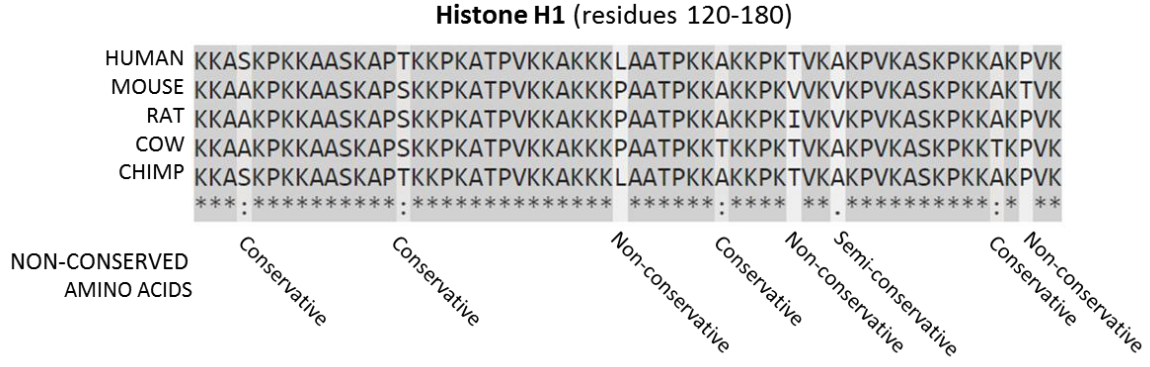 Histone H1 (residues 120-180)
HUMAN KKASKPKKAASKAPTKKPKATPVKKAKKKLAATPKKAKKPKTVKAKPVKASKPKKAKPVK
MOUSE KKAAKPKKAASKAPSKKPKATPVKKAKKKPAATPKKAKKPKVVKVKPVKASKPKKAKTVK
RAT KKAAKPKKAASKAPSKKPKATPVKKAKKKPAATPKKAKKPKIVKVKPVKASKPKKAKPVK
COW KKAAKPKKAASKAPSKKPKATPVKKAKKKPAATPKKTKKPKTVKAKPVKASKPKKTKPVK
CHIMP KKASKPKKAASKAPTKKPKATPVKKAKKKLAATPKKAKKPKTVKAKPVKASKPKKAKPVK
***:**********:************** ******:**** **.**********:* **
NON-CONSERVED
AMINO ACIDS
Conservative
Conservative
Non-conservative
Conservative
Non-conservative
Semi-conservative
Conservative
Non-conservative